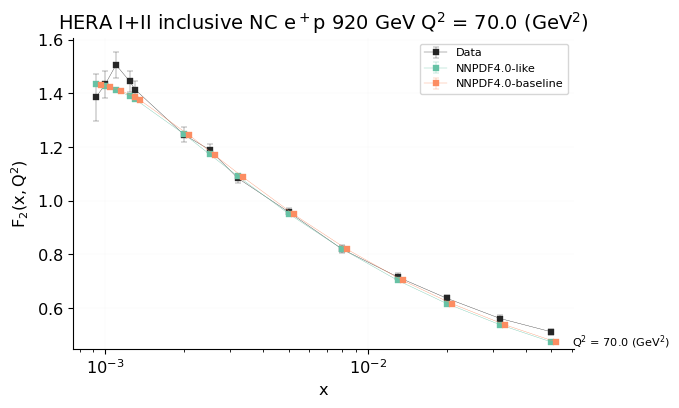 HERA I+II inclusive NC e⁺p 920 GeV Q² = 70.0 (GeV²)
1.6
1.4
1.2
1.0
0.8
0.6
F₂(x, Q²)
Data
NNPDF4.0-like
NNPDF4.0-baseline
Q² = 70.0 (GeV²)
10⁻³
10⁻²
x